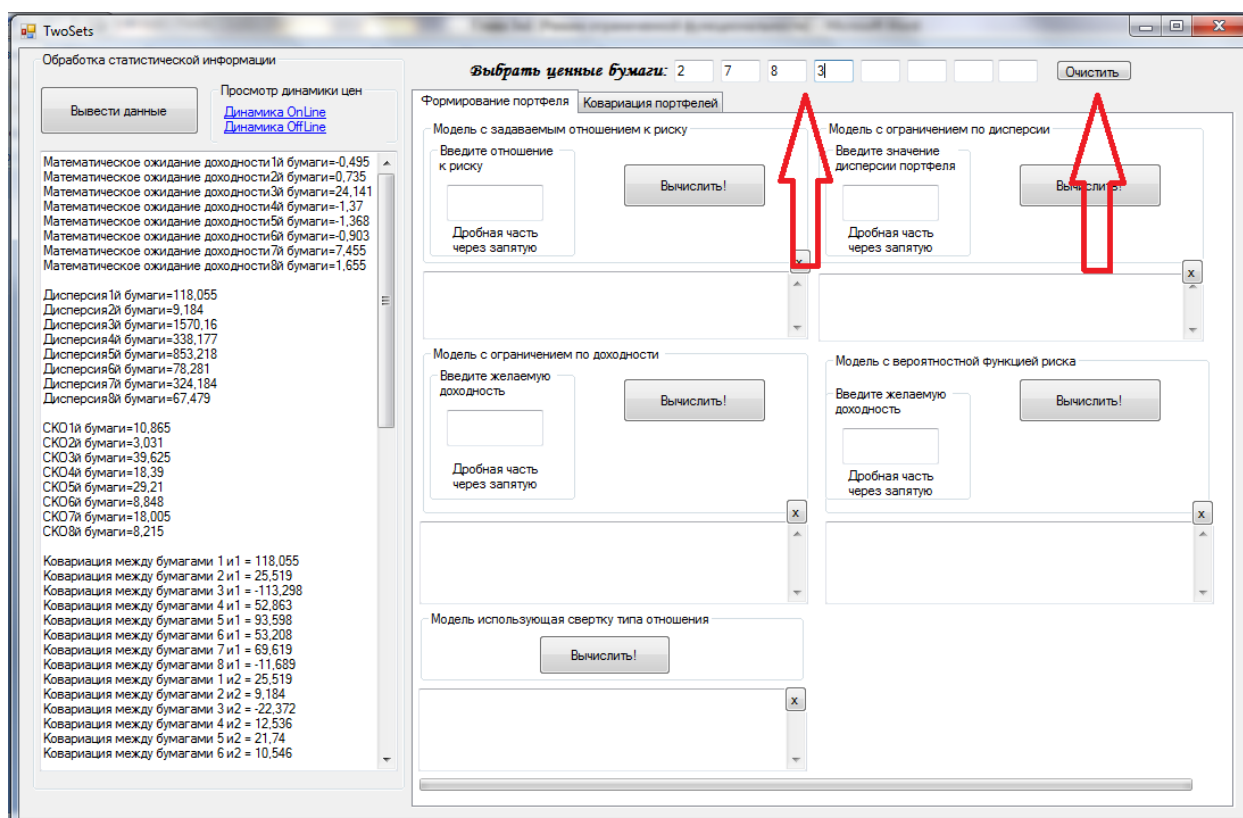 TwoSets
Обработка статистической информации
Вывести данные
Просмотр динамики цен
Динамика OnLine
Динамика OffLine
Математическое ожидание доходности1й бумаги=-0,495
Математическое ожидание доходности2й бумаги=0,735
Математическое ожидание доходности3й бумаги=24,141
Математическое ожидание доходности4й бумаги=-1,37
Математическое ожидание доходности5й бумаги=-1,368
Математическое ожидание доходности6й бумаги=-0,903
Математическое ожидание доходности7й бумаги=7,455
Математическое ожидание доходности8й бумаги=1,655
Дисперсия1й бумаги=118,055
Дисперсия2й бумаги=9,184
Дисперсия3й бумаги=1570,16
Дисперсия4й бумаги=338,177
Дисперсия5й бумаги=853,218
Дисперсия6й бумаги=78,281
Дисперсия7й бумаги=324,184
Дисперсия8й бумаги=67,479
СКО1й бумаги=10,865
СКО2й бумаги=3,031
СКО3й бумаги=39,625
СКО4й бумаги=18,39
СКО5й бумаги=29,21
СКО6й бумаги=8,848
СКО7й бумаги=18,005
СКО8й бумаги=8,215
Ковариация между бумагами 1 и1 = 118,055
Ковариация между бумагами 2 и1 = 25,519
Ковариация между бумагами 3 и1 = -113,298
Ковариация между бумагами 4 и1 = 52,863
Ковариация между бумагами 5 и1 = 93,598
Ковариация между бумагами 6 и1 = 53,208
Ковариация между бумагами 7 и1 = 69,619
Ковариация между бумагами 8 и1 = -11,689
Ковариация между бумагами 1 и2 = 25,519
Ковариация между бумагами 2 и2 = 9,184
Ковариация между бумагами 3 и2 = -22,372
Ковариация между бумагами 4 и2 = 12,536
Ковариация между бумагами 5 и2 = 21,74
Ковариация между бумагами 6 и2 = 10,546
Выбрать ценные бумаги: 2 7 8 3 Очистить
Формирование портфеля Ковариация портфелей
Модель с задаваемым отношением к риску
Введите отношение
к риску
Вычислить!
Дробная часть
через запятую
x
Модель с ограничением по дисперсии
Введите значение
дисперсии портфеля
Вычислить!
Дробная часть
через запятую
x
Модель с ограничением по доходности
Введите желаемую
доходность
Вычислить!
Дробная часть
через запятую
x
Модель с вероятностной функцией риска
Введите желаемую
доходность
Вычислить!
Дробная часть
через запятую
x
Модель использующая свертку типа отношения
Вычислить!
x